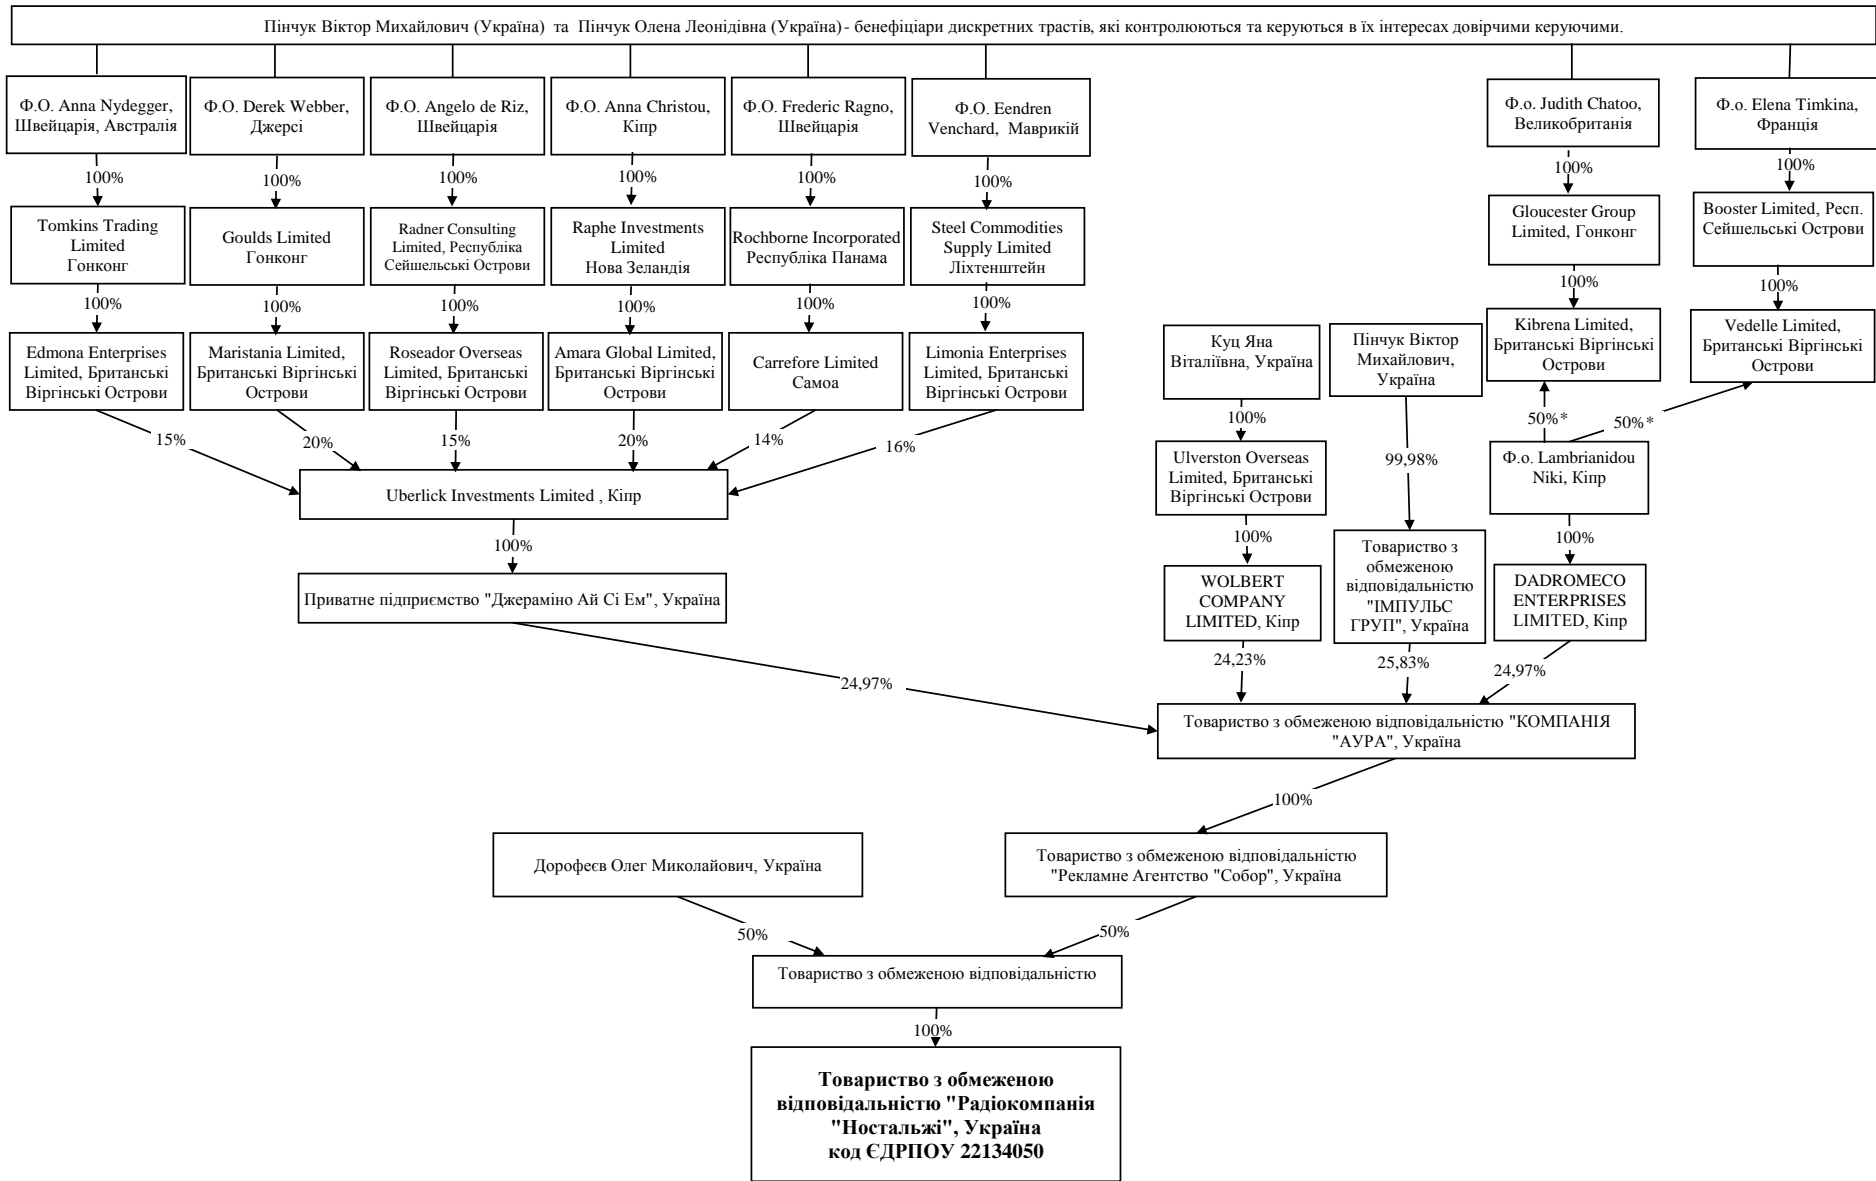 Пінчук Віктор Михайлович (Україна) та Пінчук Олена Леонідівна (Україна) - бенефіціари дискретних трастів, які контролюються та керуються в їх інтересах довірчими керуючими.
Ф.О. Anna Nydegger,
Швейцарія, Австралія
Ф.О. Derek Webber,
Джерсі
Ф.О. Angelo de Riz,
Швейцарія
Ф.О. Anna Christou,
Кіпр
Ф.О. Frederic Ragno,
Швейцарія
Ф.О. Eendren
Venchard, Маврикій
Ф.о. Judith Chatoo,
Великобританія
Ф.о. Elena Timkina,
Франція
100%
100%
100%
100%
100%
100%
100%
100%
Tomkins Trading
Limited
Гонконг
Goulds Limited
Гонконг
Radner Consulting
Limited, Республіка
Сейшельські Острови
Raphe Investments
Limited
Нова Зеландія
Rochborne Incorporated
Республіка Панама
Steel Commodities
Supply Limited
Ліхтенштейн
Gloucester Group
Limited, Гонконг
Booster Limited, Респ.
Сейшельські Острови
100%
100%
100%
100%
100%
100%
100%
100%
Edmona Enterprises
Limited, Британські
Віргінські Острови
Maristania Limited,
Британські Віргінські
Острови
Roseador Overseas
Limited, Британські
Віргінські Острови
Amara Global Limited,
Британські Віргінські
Острови
Carrefore Limited
Самоа
Limonia Enterprises
Limited, Британські
Віргінські Острови
Куц Яна
Віталіївна, Україна
Пінчук Віктор
Михайлович,
Україна
Kibrena Limited,
Британські Віргінські
Острови
Vedelle Limited,
Британські Віргінські
Острови
15%
20%
15%
20%
14%
16%
100%
99,98%
50%*
50%*
Uberlick Investments Limited , Кіпр
Ulverston Overseas
Limited, Британські
Віргінські Острови
Ф.о. Lambrianidou
Niki, Кіпр
100%
100%
100%
Приватне підприємство "Джераміно Ай Сі Ем", Україна
WOLBERT
COMPANY
LIMITED, Кіпр
Товариство з
обмеженою
відповідальністю
"ІМПУЛЬС
ГРУП", Україна
DADROMECO
ENTERPRISES
LIMITED, Кіпр
24,97%
24,23%
25,83%
24,97%
Товариство з обмеженою відповідальністю "КОМПАНІЯ
"АУРА", Україна
100%
Дорофеєв Олег Миколайович, Україна
Товариство з обмеженою відповідальністю
"Рекламне Агентство "Собор", Україна
50%
50%
Товариство з обмеженою відповідальністю
100%
Товариство з обмеженою
відповідальністю "Радіокомпанія
"Ностальжі", Україна
код ЄДРПОУ 22134050